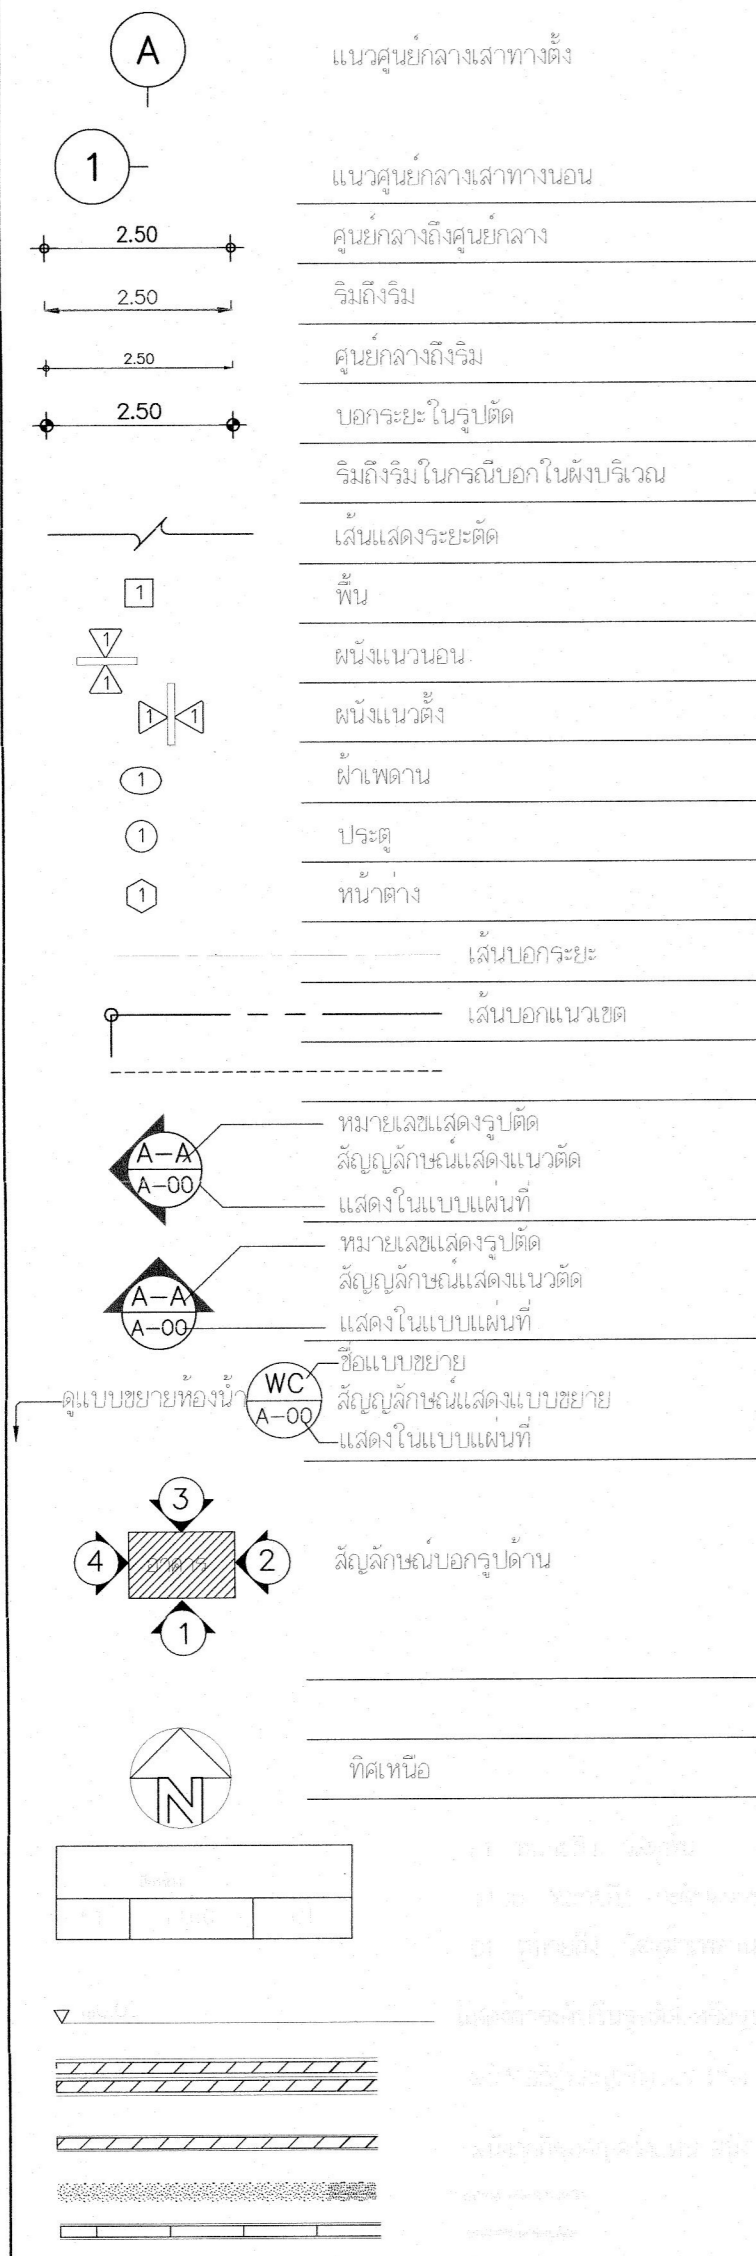 A แนวศูนย์กลางเสาทางตั้ง
1 แนวศูนย์กลางเสาทางนอน
2.50 ศูนย์กลางถึงศูนย์กลาง
2.50 ริมถึงริม
2.50 ศูนย์กลางถึงริม
2.50 บอกระยะในรูปตัด
ริมถึงริมในกรณีบอกในผังบริเวณ
เส้นแสดงระยะตัด
1 พื้น
1
ผนังแนวนอน
1
1 1 ผนังแนวตั้ง
1 ฝ้าเพดาน
1 ประตู
1 หน้าต่าง
เส้นบอกระยะ
เส้นบอกแนวเขต
หมายเลขแสดงรูปตัด
A-A สัญญลักษณ์แสดงแนวตัด
A-00 แสดงในแบบแผ่นที่
หมายเลขแสดงรูปตัด
A-A สัญญลักษณ์แสดงแนวตัด
A-00 แสดงในแบบแผ่นที่
ชื่อแบบขยาย
ดูแบบขยายห้องน้ำ WC สัญญลักษณ์แสดงแบบขยาย
A-00 แสดงในแบบแผ่นที่
3
4 อาคาร 2 สัญลักษณ์บอกรูปด้าน
1
N ทิศเหนือ